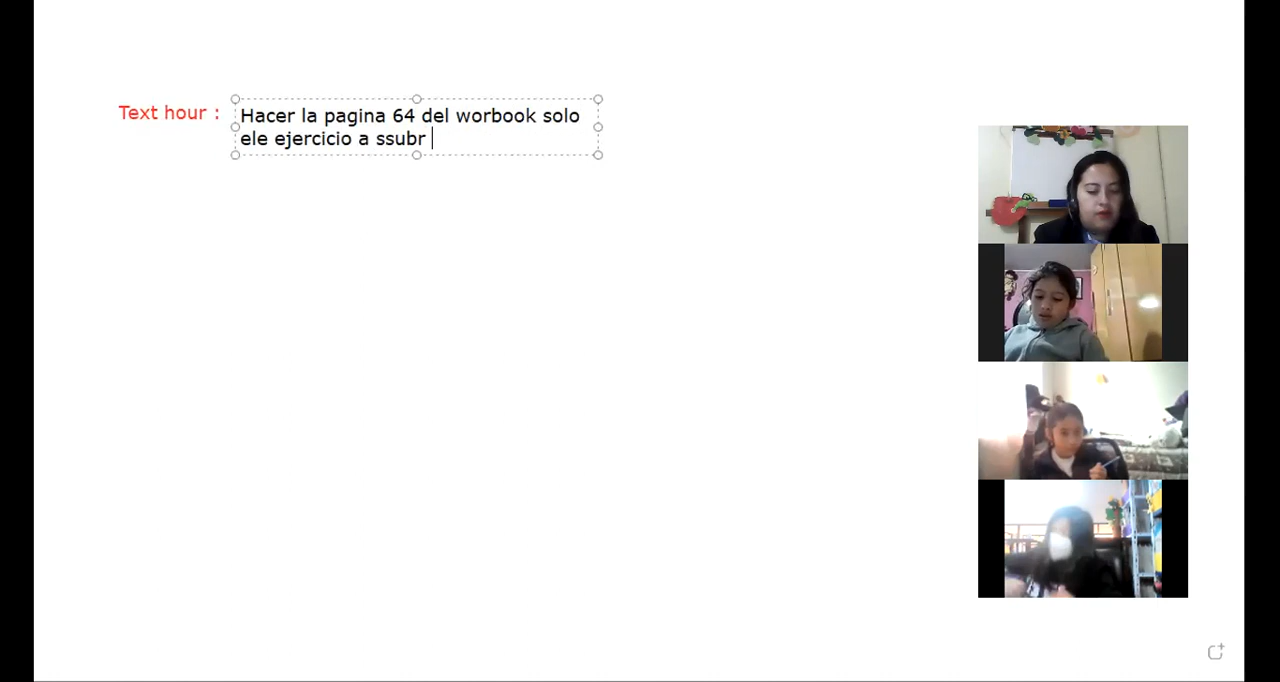 Text hour :
Hacer la pagina 64 del worbook solo
ele ejercicio a ssubr